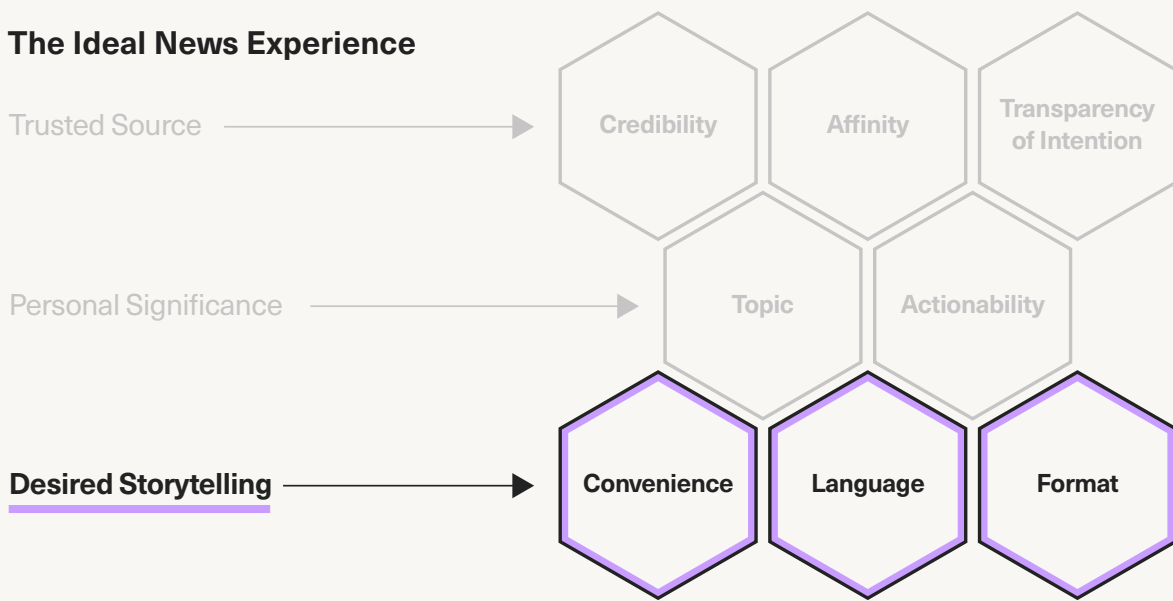 The Ideal News Experience
Trusted Source
Credibility
Affinity
Transparency
of Intention
Personal Significance
Topic
Actionability
Desired Storytelling
Convenience
Language
Format